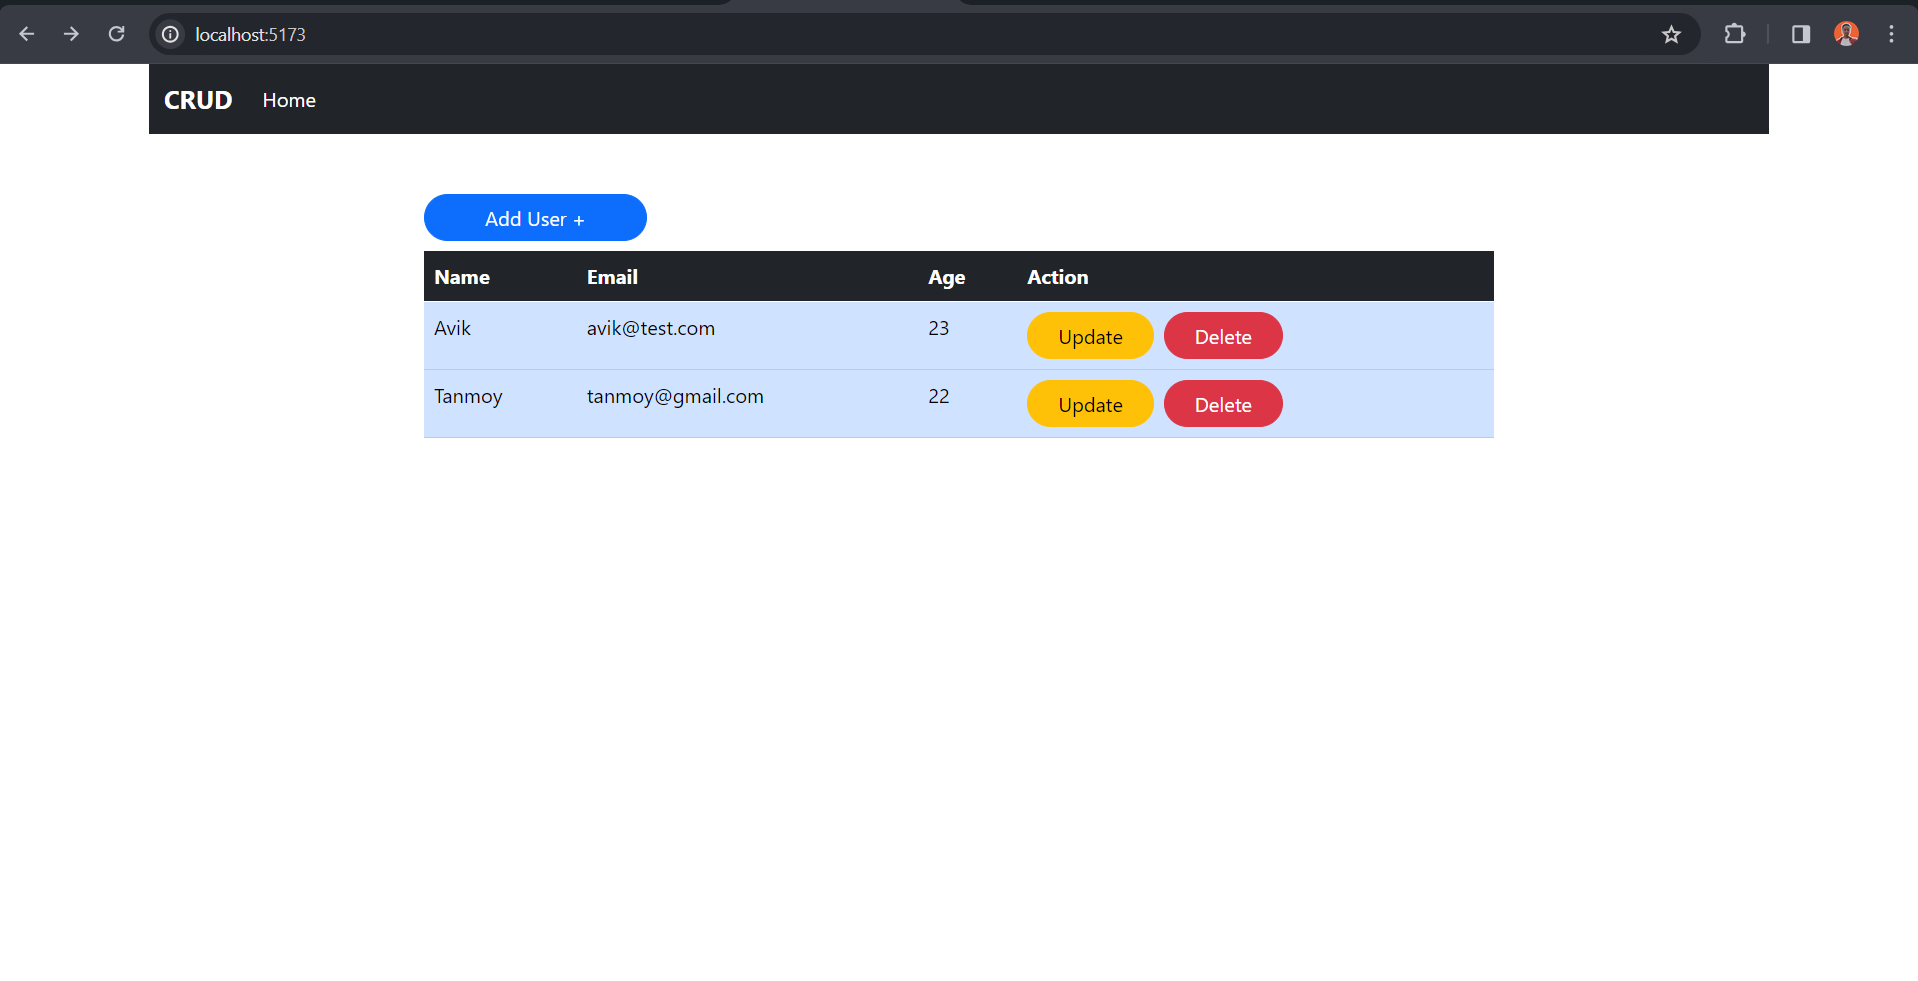 localhost:5173
CRUD Home
Add User +
Name Email Age Action
Avik avik@test.com 23 Update Delete
Tanmoy tanmoy@gmail.com 22 Update Delete